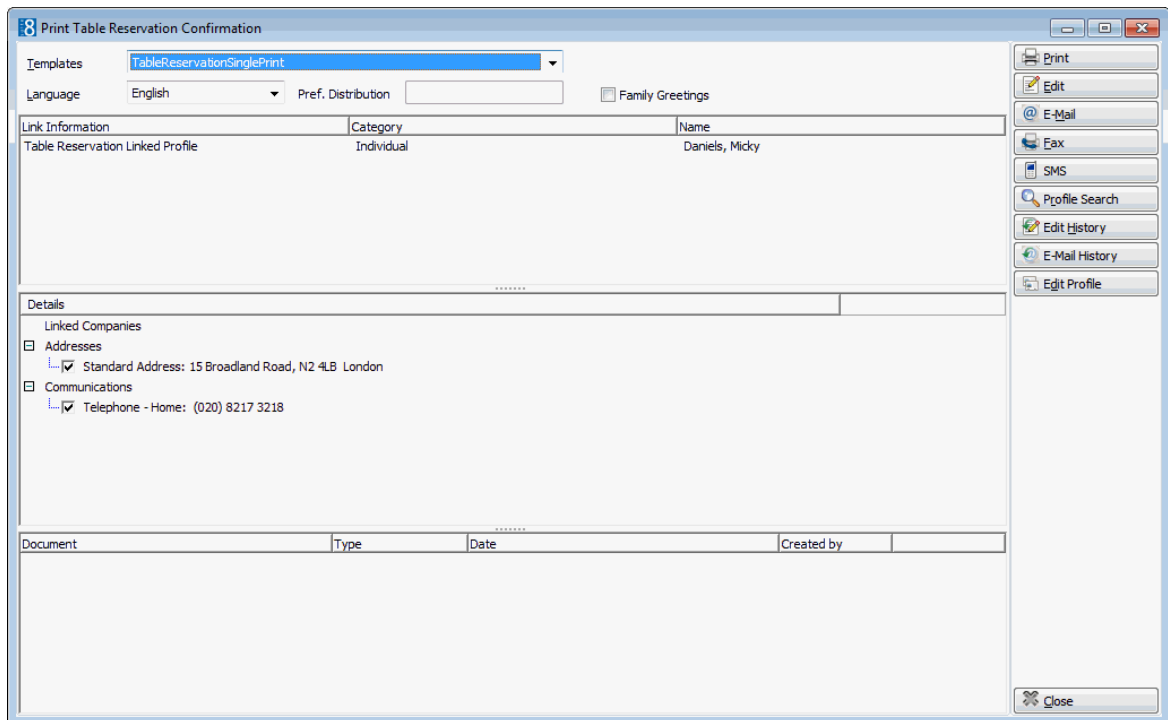 8 Print Table Reservation Confirmation
Templates TableReservationSinglePrint
Language English Pref. Distribution Family Greetings
Link Information Category Name
Table Reservation Linked Profile Individual Daniels, Micky
Details
Linked Companies
Addresses
Standard Address: 15 Broadland Road, N2 4LB London
Communications
Telephone - Home: (020) 8217 3218
Document Type Date Created by
Print
Edit
E-Mail
Fax
SMS
Profile Search
Edit History
E-Mail History
Edit Profile
Close